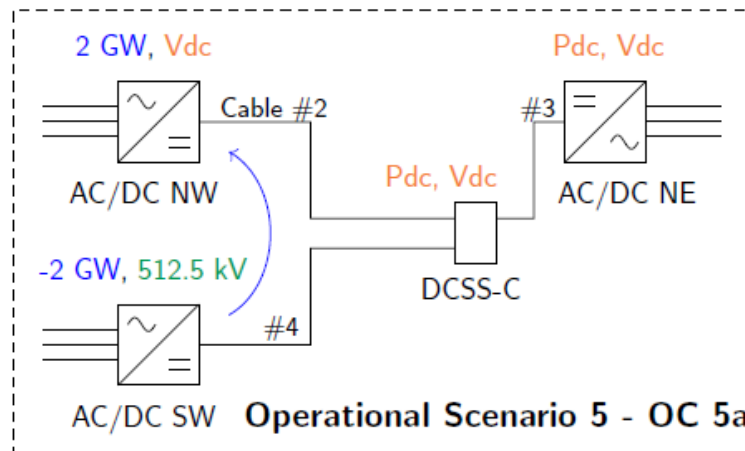 2 GW, Vdc
Pdc, Vdc
Cable #2
#3
AC/DC NW
Pdc, Vdc
AC/DC NE
-2 GW, 512.5 kV
DCSS-C
#4
AC/DC SW
Operational Scenario 5 - OC 5a